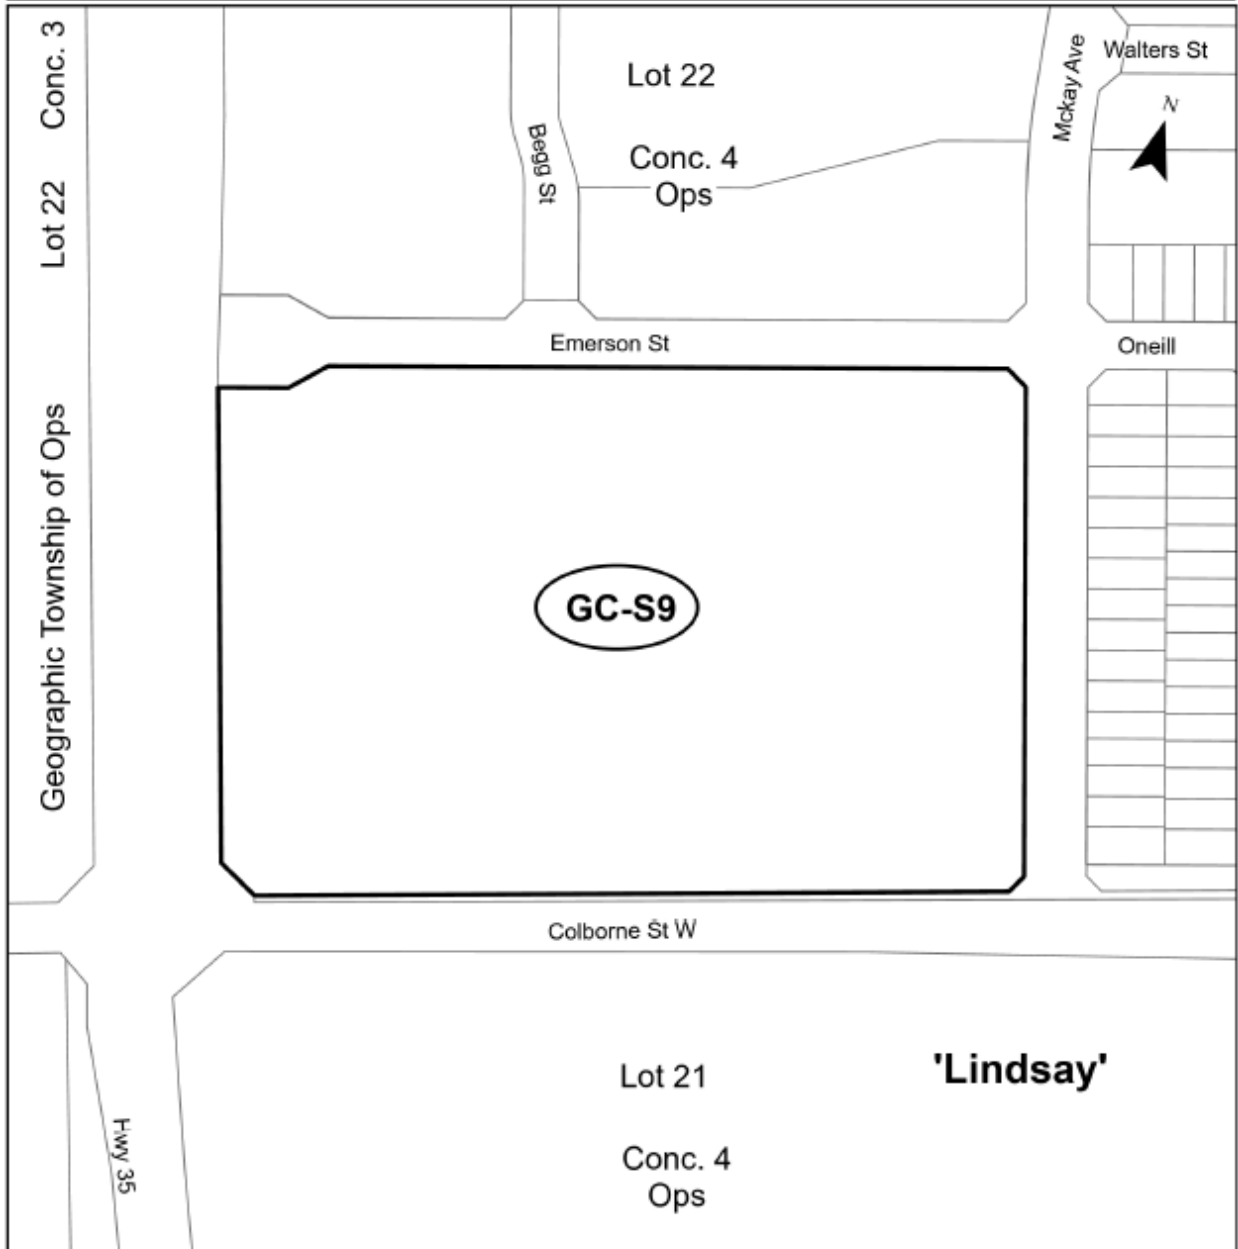 Lot 22 Conc. 3
Geographic Township of Ops
Begg St
Lot 22
Conc. 4
Ops
Mckay Ave
Walters St
N
Emerson St
Oneill
GC-S9
Colborne St W
Hwy 35
Lot 21
Conc. 4
Ops
'Lindsay'